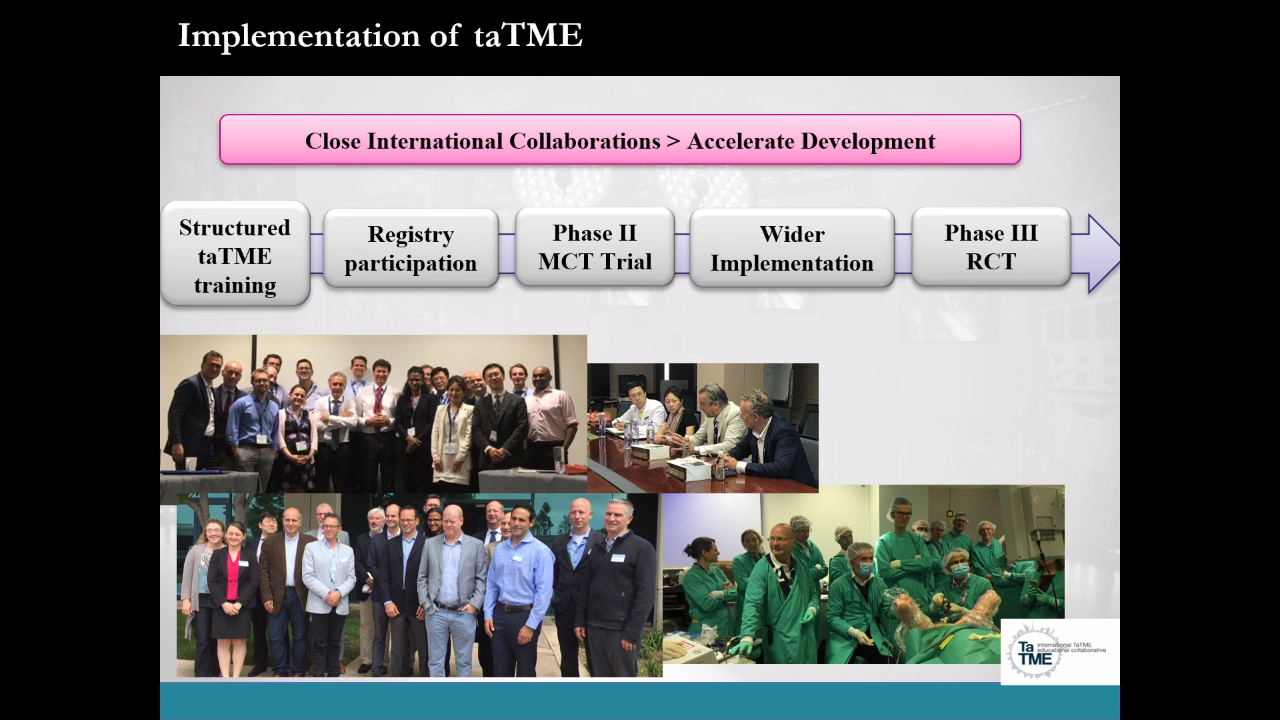 Implementation of taTME
Close International Collaborations > Accelerate Development
Structured
taTME
training
Registry
participation
Phase II
MCT Trial
Wider
Implementation
Phase III
RCT
Ta
TME
international TaTME
educational collaborative